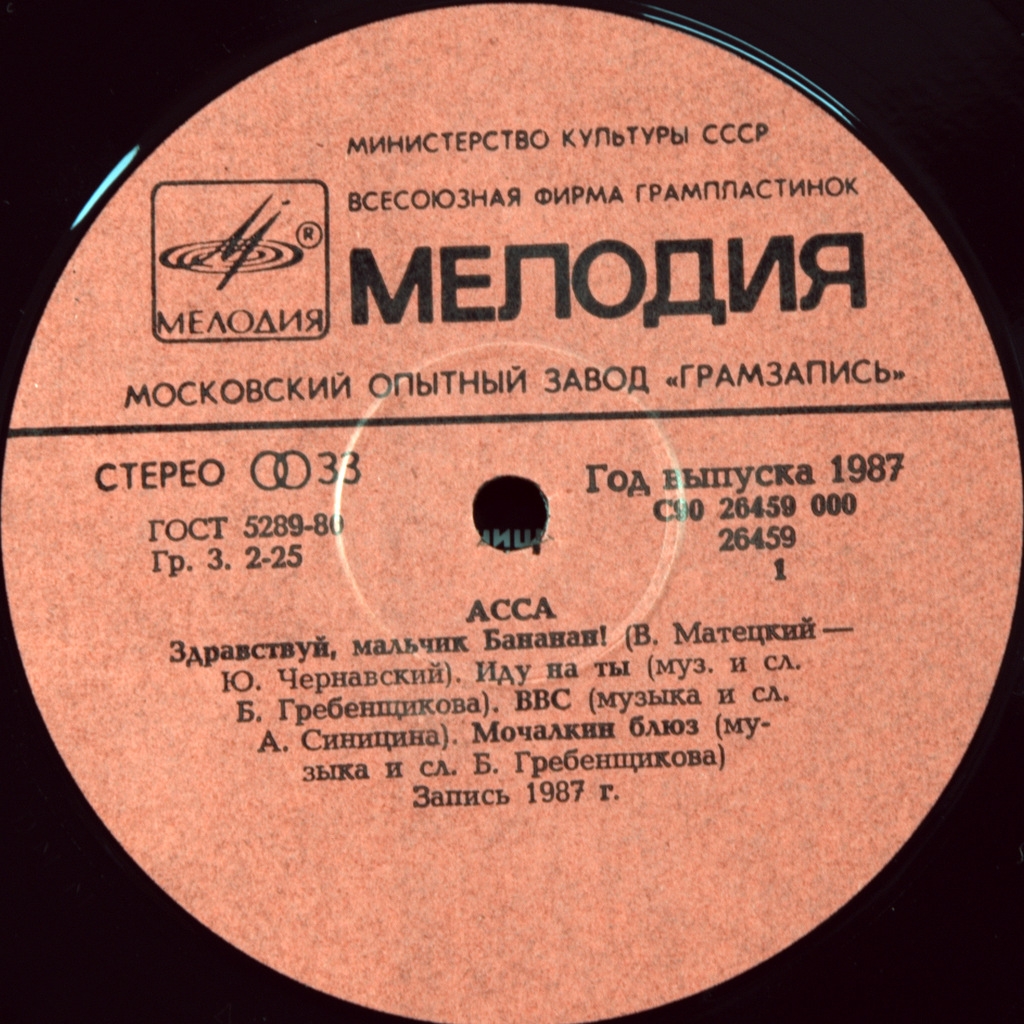 МИНИСТЕРСТВО КУЛЬТУРЫ СССР
ВСЕСОЮЗНАЯ ФИРМА ГРАМПЛАСТИНОК
®
МЕЛОДИЯ
МЕЛОДИЯ
МОСКОВСКИЙ ОПЫТНЫЙ ЗАВОД «ГРАМЗАПИСЬ»
СТЕРЕО 33
Год выпуска 1987
ГОСТ 5289-80
С90 26459 000
Гр. 3. 2-25
26459
1
АССА
Здравствуй, мальчик Бананан! (В. Матецкий —
Ю. Чернавский). Иду на ты (муз. и сл.
Б. Гребенщикова). ВВС (музыка и сл.
А. Синицина). Мочалкин блюз (му-
зыка и сл. Б. Гребенщикова)
Запись 1987 г.